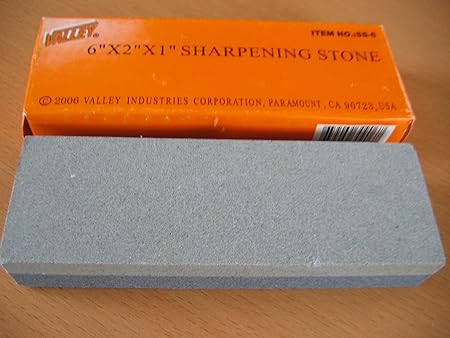 VALLEY®
ITEM NO.:SS-6
6"X2"X1" SHARPENING STONE
© 2006 VALLEY INDUSTRIES CORPORATION, PARAMOUNT, CA 90723, USA